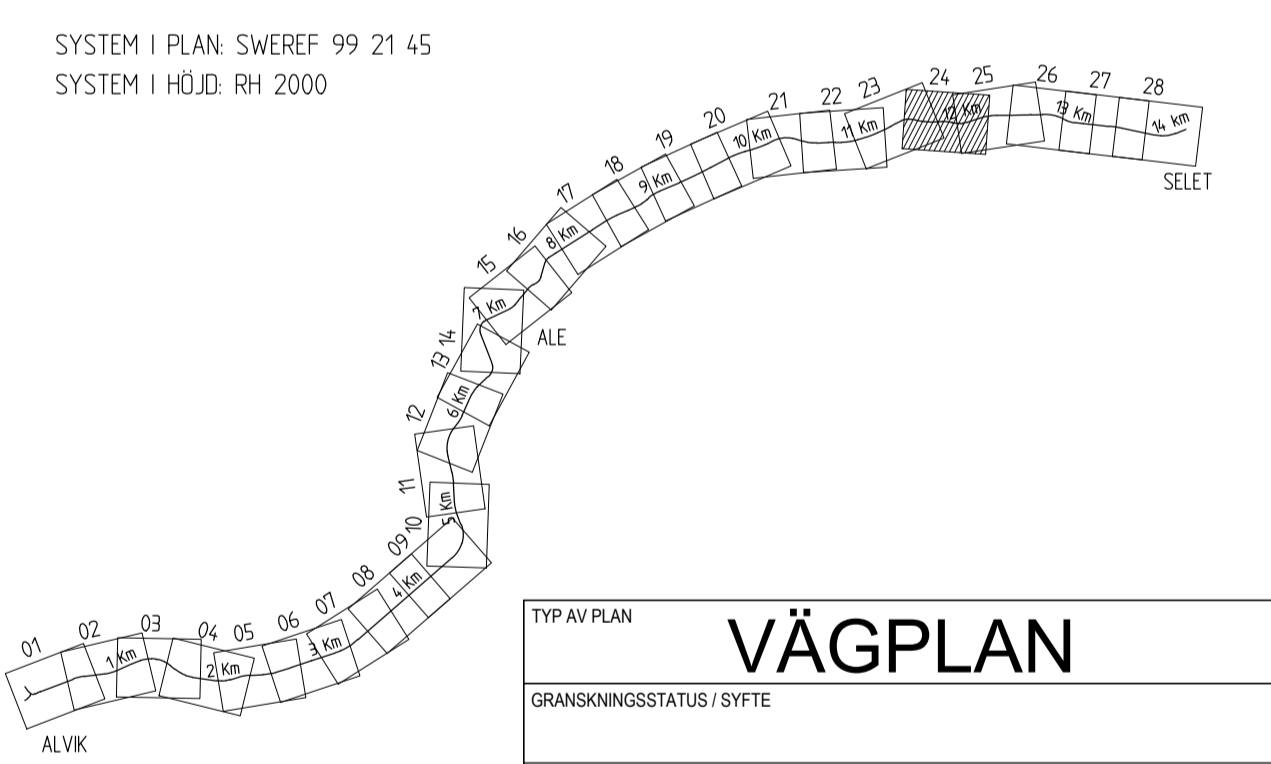 SYSTEM I PLAN: SWEREF 99 21 45
SYSTEM I HÖJD: RH 2000
01
02
03
04
05
06
07
08
09
10
11
12
13
14
15
16
17
18
19
20
21
22
23
24
25
26
27
28
1 Km
2 Km
3 Km
4 Km
5 Km
6 Km
7 Km
8 Km
9 Km
10 Km
11 Km
12 Km
13 Km
14 km
SELET
ALE
ALVIK
TYP AV PLAN
VÄGPLAN
GRANSKNINGSSTATUS / SYFTE